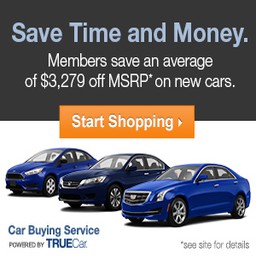 Save Time and Money.
Members save an average
of $3,279 off MSRP* on new cars.
Start Shopping
Car Buying Service
POWERED BY TRUECar.
*see site for details